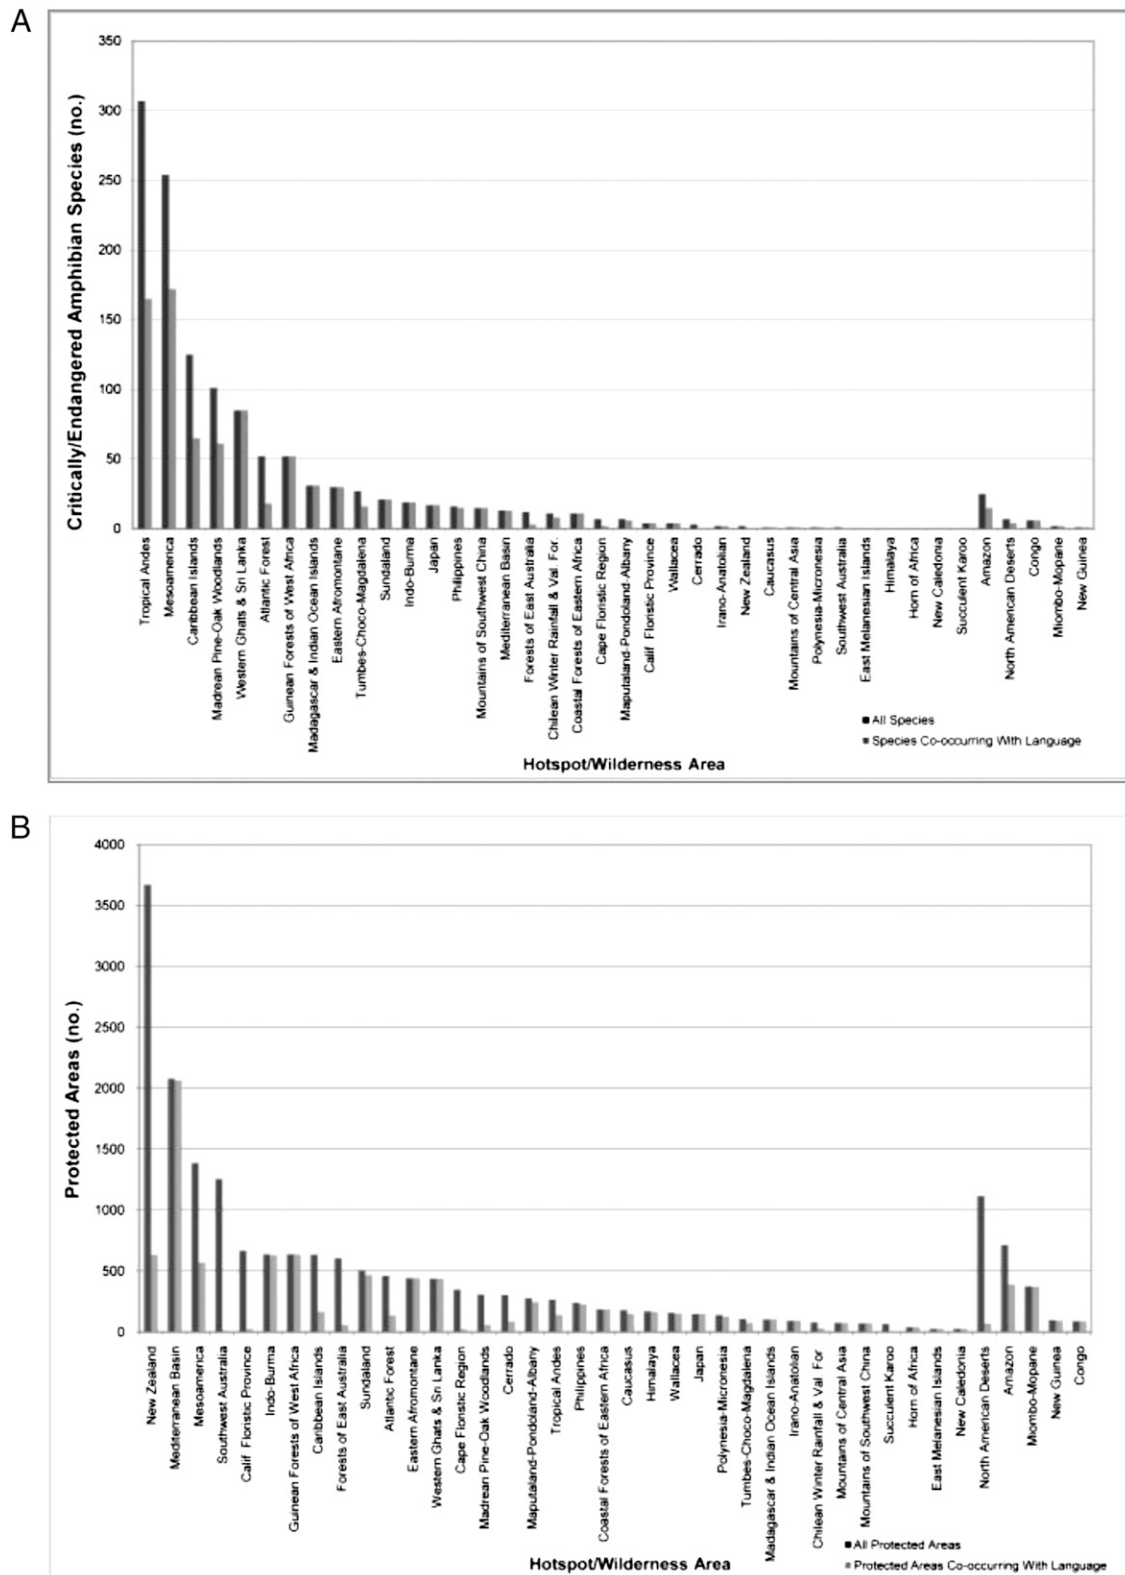 A
Critically/Endangered Amphibian Species (no.)
350
300
250
200
150
100
50
0
Tropical Andes
Mesoamerica
Caribbean Islands
Madrean Pine-Oak Woodlands
Western Ghats & Sri Lanka
Atlantic Forest
Guinean Forests of West Africa
Madagascar & Indian Ocean Islands
Eastern Afromontane
Tumbes-Choco-Magdalena
Sundaland
Indo-Burma
Japan
Philippines
Mountains of Southwest China
Mediterranean Basin
Forests of East Australia
Chilean Winter Rainfall & Val. For.
Coastal Forests of Eastern Africa
Cape Floristic Region
Maputaland-Pondoland-Albany
Calif Floristic Province
Wallacea
Cerrado
Irano-Anatolian
New Zealand
Caucasus
Mountains of Central Asia
Polynesia-Micronesia
Southwest Australia
East Melanesian Islands
Himalaya
Horn of Africa
New Caledonia
Succulent Karoo
Amazon
North American Deserts
Congo
Miombo-Mopane
New Guinea
All Species
Species Co-occurring With Language
Hotspot/Wilderness Area
B
Protected Areas (no.)
4000
3500
3000
2500
2000
1500
1000
500
0
New Zealand
Mediterranean Basin
Mesoamerica
Southwest Australia
Calif Floristic Province
Indo-Burma
Guinean Forests of West Africa
Caribbean Islands
Forests of East Australia
Sundaland
Atlantic Forest
Eastern Afromontane
Western Ghats & Sri Lanka
Cape Floristic Region
Madrean Pine-Oak Woodlands
Cerrado
Maputaland-Pondoland-Albany
Tropical Andes
Philippines
Coastal Forests of Eastern Africa
Caucasus
Himalaya
Wallacea
Japan
Polynesia-Micronesia
Tumbes-Choco-Magdalena
Madagascar & Indian Ocean Islands
Irano-Anatolian
Chilean Winter Rainfall & Val. For
Mountains of Central Asia
Mountains of Southwest China
Succulent Karoo
Horn of Africa
East Melanesian Islands
New Caledonia
North American Deserts
Amazon
Miombo-Mopane
New Guinea
Congo
All Protected Areas
Protected Areas Co-occurring With Language
Hotspot/Wilderness Area